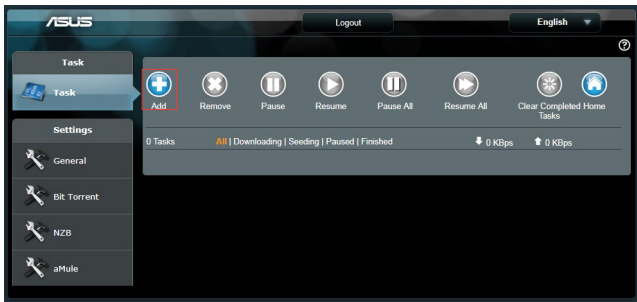 ASUS
Logout
English
?
Task
Task
Settings
General
Bit Torrent
NZB
aMule
Add
Remove
Pause
Resume
Pause All
Resume All
Clear Completed Tasks
Home
0 Tasks
All | Downloading | Seeding | Paused | Finished
0 KBps
0 KBps